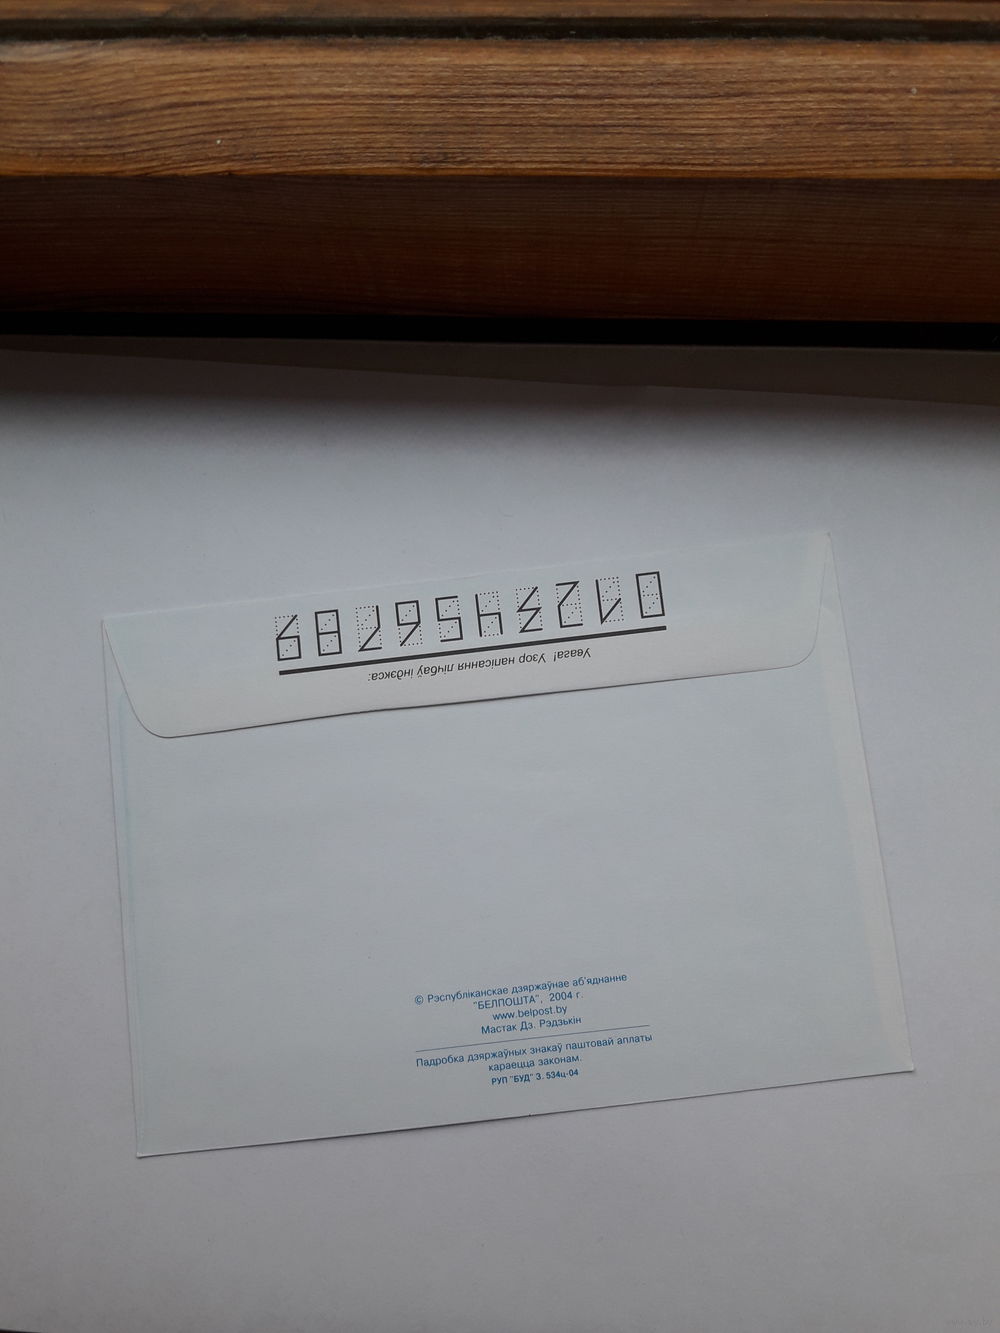 Увага! Узор напісання лічбаў індэкса:
0123456789
© Рэспубліканскае дзяржаўнае аб'яднанне
"БЕЛПОШТА", 2004 г.
www.belpost.by
Мастак Дз. Рэдзькін
Падробка дзяржаўных знакаў паштовай аплаты
караецца законам.
РУП "БУД" З. 534ц-04